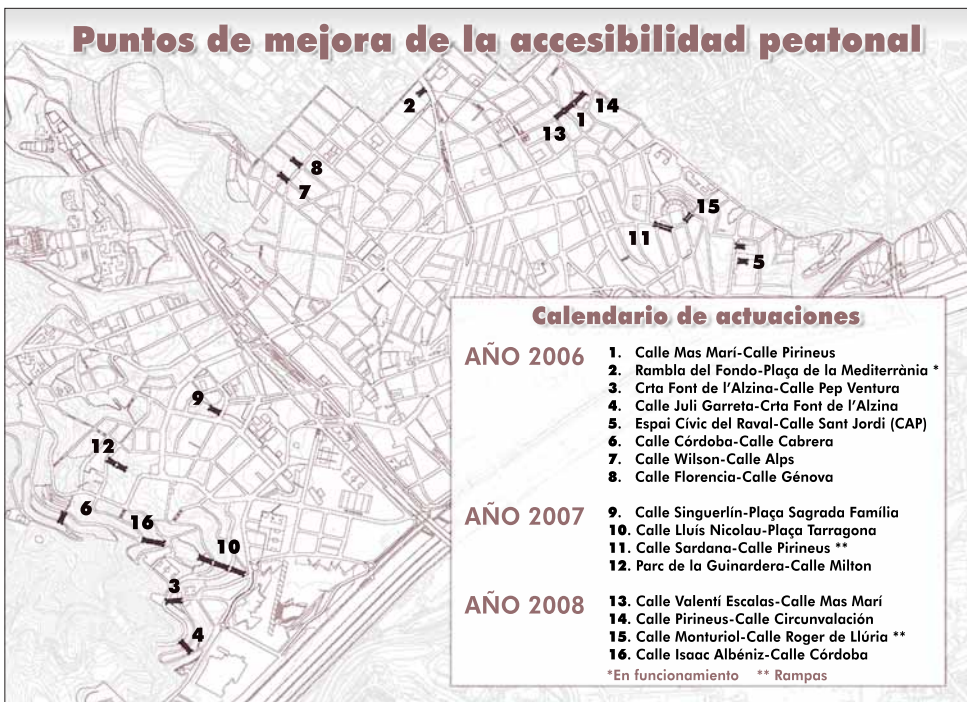 Puntos de mejora de la accesibilidad peatonal
2
14
1
13
8
7
15
11
5
9
12
6
16
10
3
4
Calendario de actuaciones
AÑO 2006
1. Calle Mas Marí-Calle Pirineus
2. Rambla del Fondo-Plaça de la Mediterrània *
3. Crta Font de l'Alzina-Calle Pep Ventura
4. Calle Juli Garreta-Crta Font de l'Alzina
5. Espai Cívic del Raval-Calle Sant Jordi (CAP)
6. Calle Córdoba-Calle Cabrera
7. Calle Wilson-Calle Alps
8. Calle Florencia-Calle Génova
AÑO 2007
9. Calle Singuerlín-Plaça Sagrada Família
10. Calle Lluís Nicolau-Plaça Tarragona
11. Calle Sardana-Calle Pirineus **
12. Parc de la Guinardera-Calle Milton
AÑO 2008
13. Calle Valentí Escalas-Calle Mas Marí
14. Calle Pirineus-Calle Circunvalación
15. Calle Monturiol-Calle Roger de Llúria **
16. Calle Isaac Albéniz-Calle Córdoba
*En funcionamiento ** Rampas